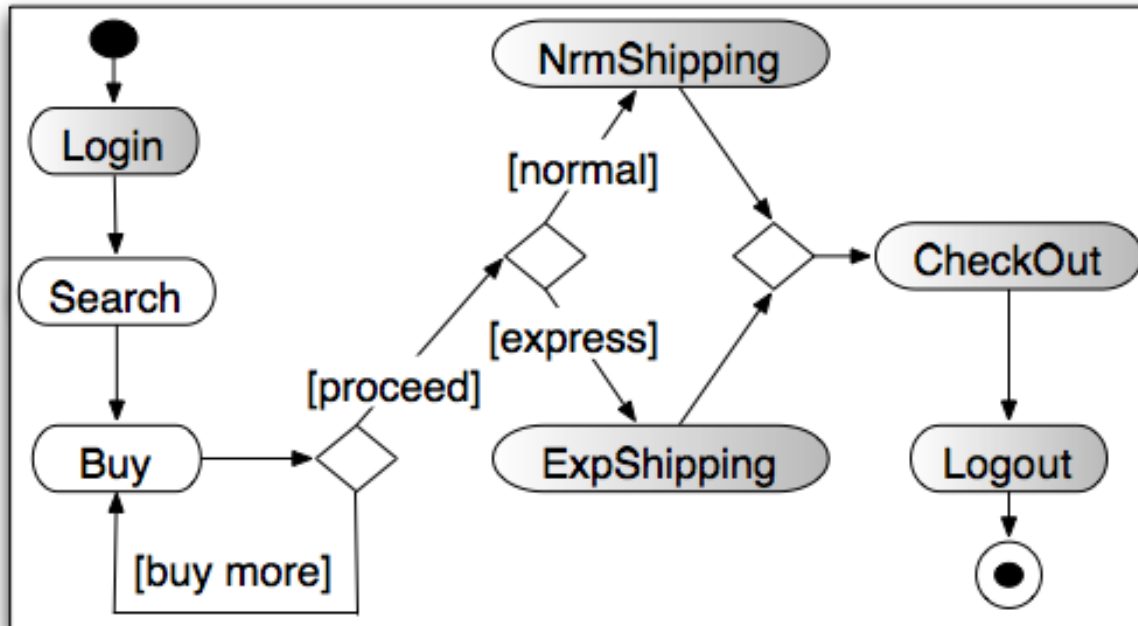 Login
Search
Buy
[buy more]
[proceed]
[normal]
[express]
NrmShipping
ExpShipping
CheckOut
Logout